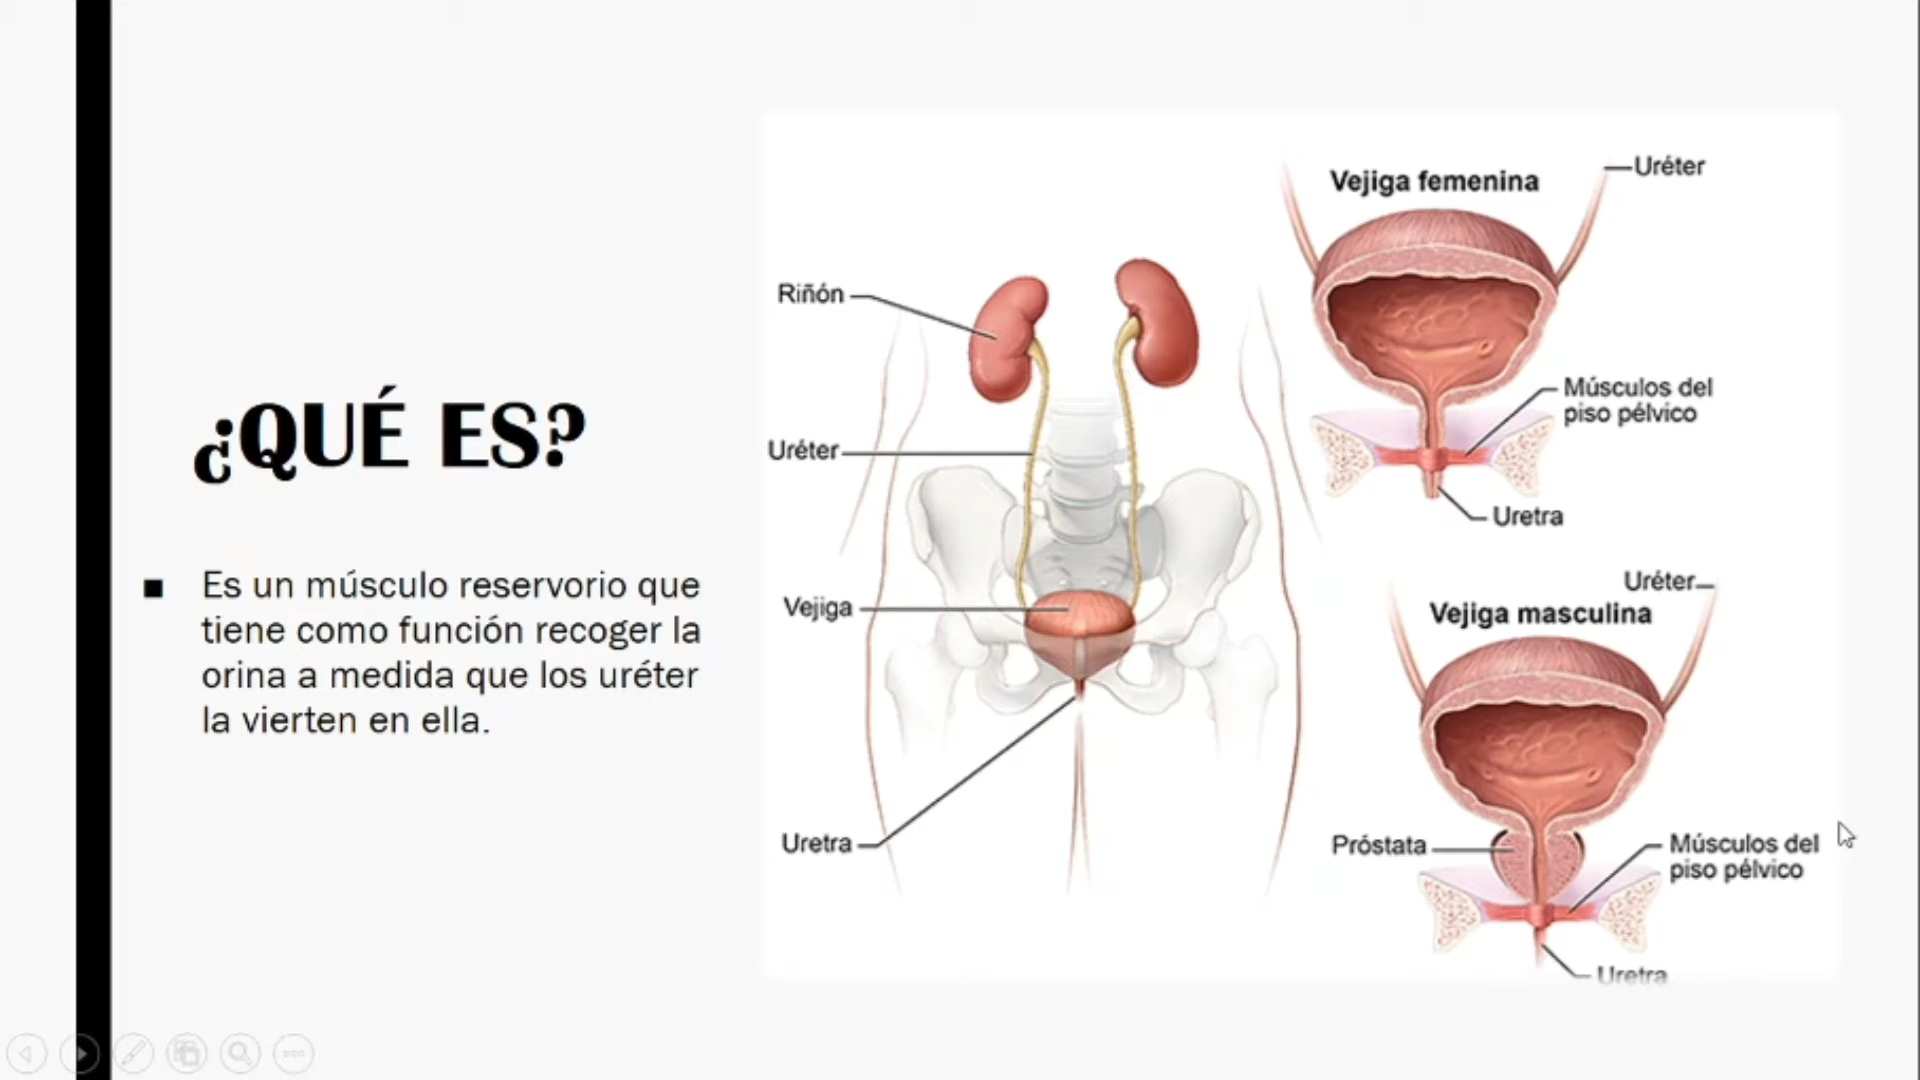 ¿QUÉ ES?
■ Es un músculo reservorio que
tiene como función recoger la
orina a medida que los uréter
la vierten en ella.
Riñón
Uréter
Vejiga
Uretra
Vejiga femenina
Uréter
Músculos del
piso pélvico
Uretra
Uréter
Vejiga masculina
Próstata
Músculos del
piso pélvico
Uretra